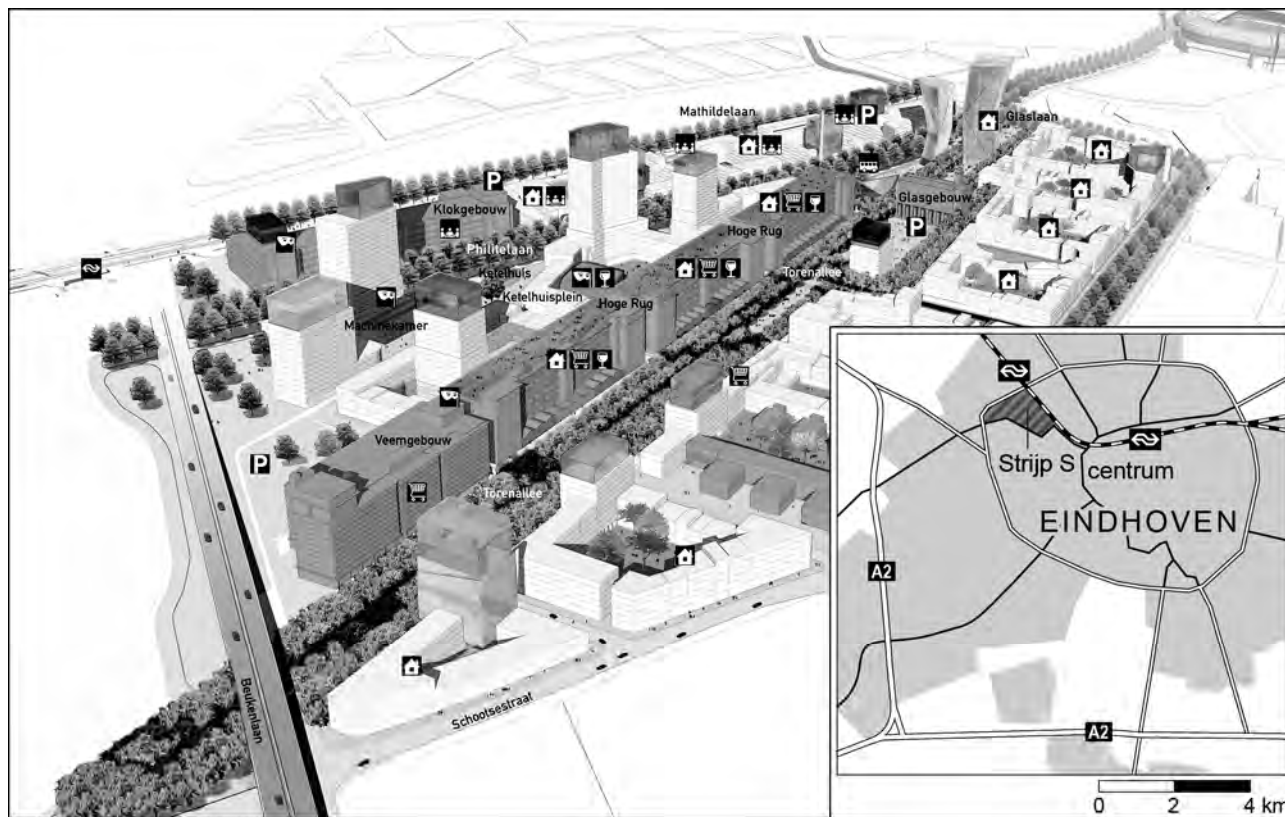 Mathildelaan
P
Glaslaan
P
Klokgebouw
Glasgebouw
Hoge Rug
P
Philitelaan
Ketelhuis
Torenallee
Ketelhuisplein
Hoge Rug
Machinekamer
Veemgebouw
P
Torenallee
Beukenlaan
Schootsestraat
Strijp S
centrum
EINDHOVEN
A2
A2
0 2 4 km